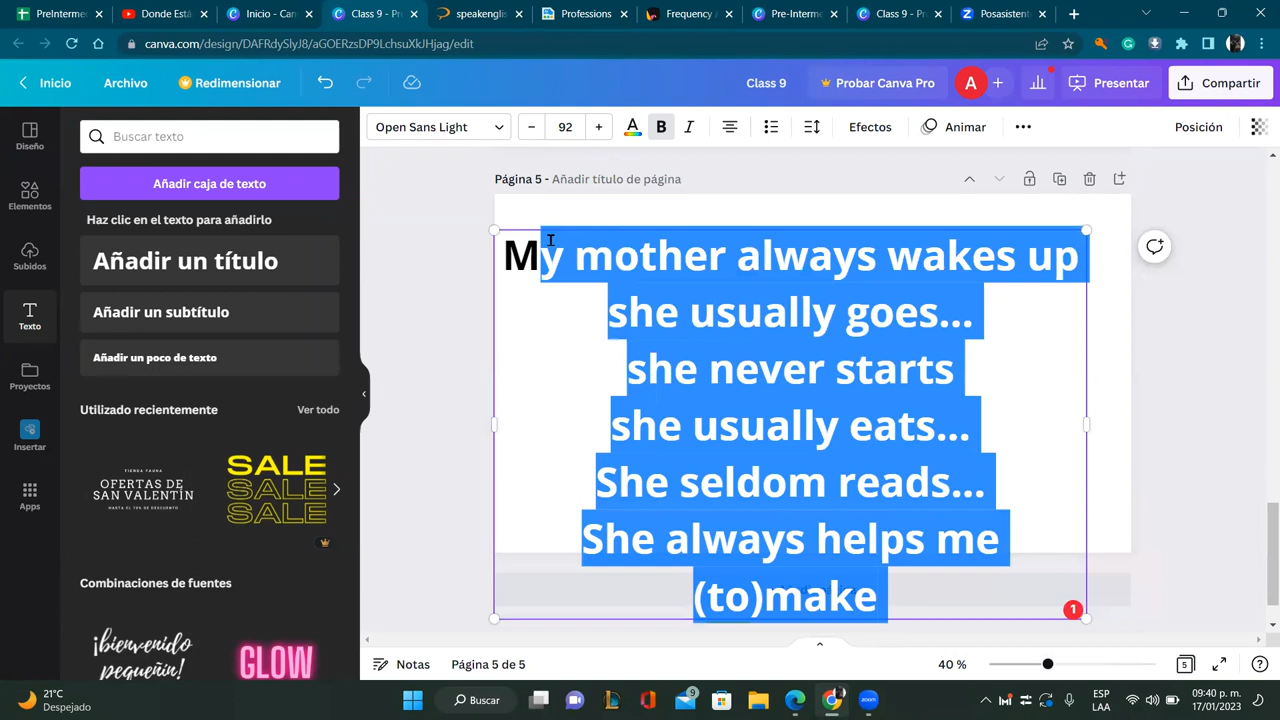 PreInterme
Donde Está
Inicio - Can
Class 9 - Pr
speakenglis
Professions
Frequency A
Pre-Interme
Class 9 - Pr
Posasistente
canva.com/design/DAFRdySlyJ8/aGOERzsDP9LchsuXkJHjag/edit
Inicio
Archivo
Redimensionar
Class 9
Probar Canva Pro
A
Presentar
Compartir
Diseño
Elementos
Subidos
Texto
Proyectos
Insertar
Apps
Buscar texto
Añadir caja de texto
Haz clic en el texto para añadirlo
Añadir un título
Añadir un subtítulo
Añadir un poco de texto
Utilizado recientemente
Ver todo
TIENDA FAUNA
OFERTAS DE
SAN VALENTÍN
SALE
SALE
SALE
Combinaciones de fuentes
¡bienvenido
pequeñín!
GLOW
Open Sans Light
92
B
I
Efectos
Animar
Posición
Página 5 - Añadir título de página
My mother always wakes up
she usually goes...
she never starts
she usually eats...
She seldom reads...
She always helps me
(to)make
1
Notas
Página 5 de 5
40 %
5
21°C
Despejado
Buscar
9
ESP
LAA
09:40 p. m.
17/01/2023